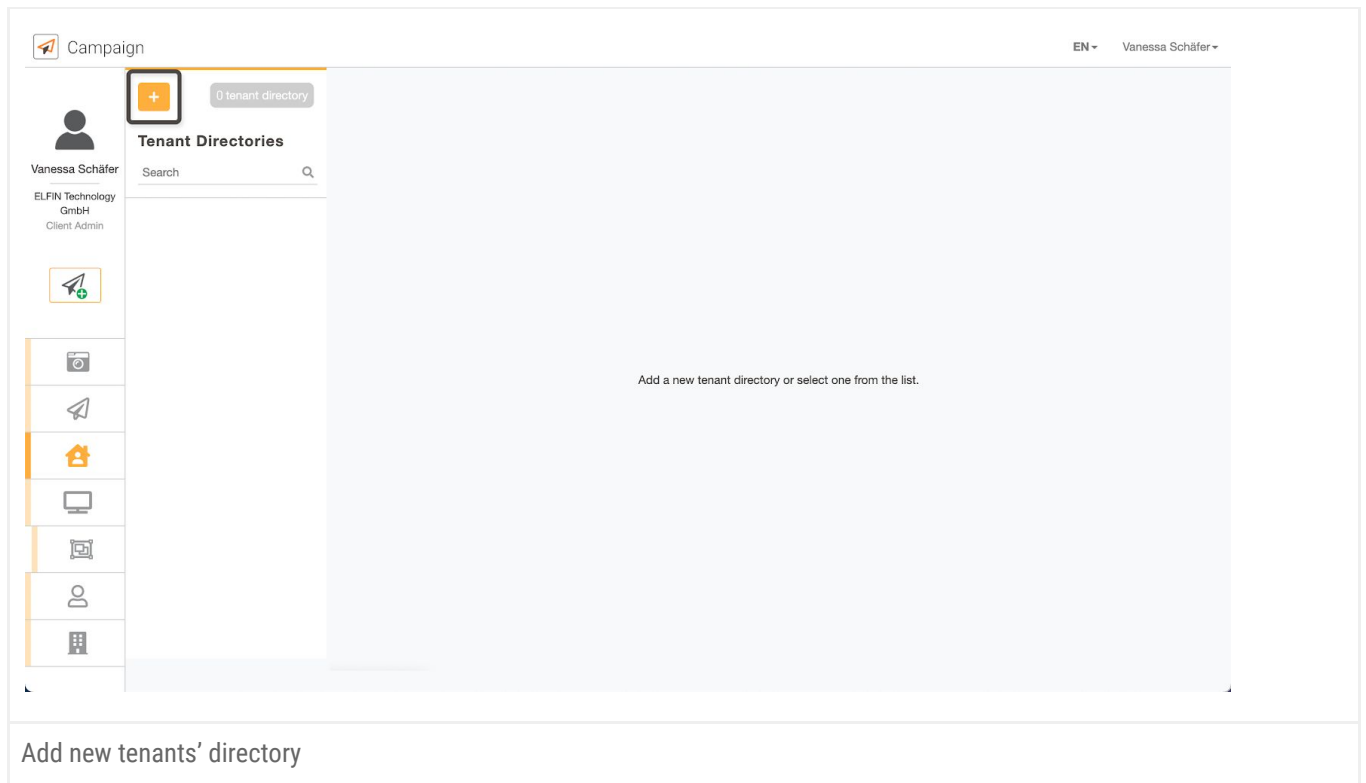 Campaign
EN
Vanessa Schäfer
+
0 tenant directory
Tenant Directories
Search
Vanessa Schäfer
ELFIN Technology
GmbH
Client Admin
Add a new tenant directory or select one from the list.
Add new tenants’ directory